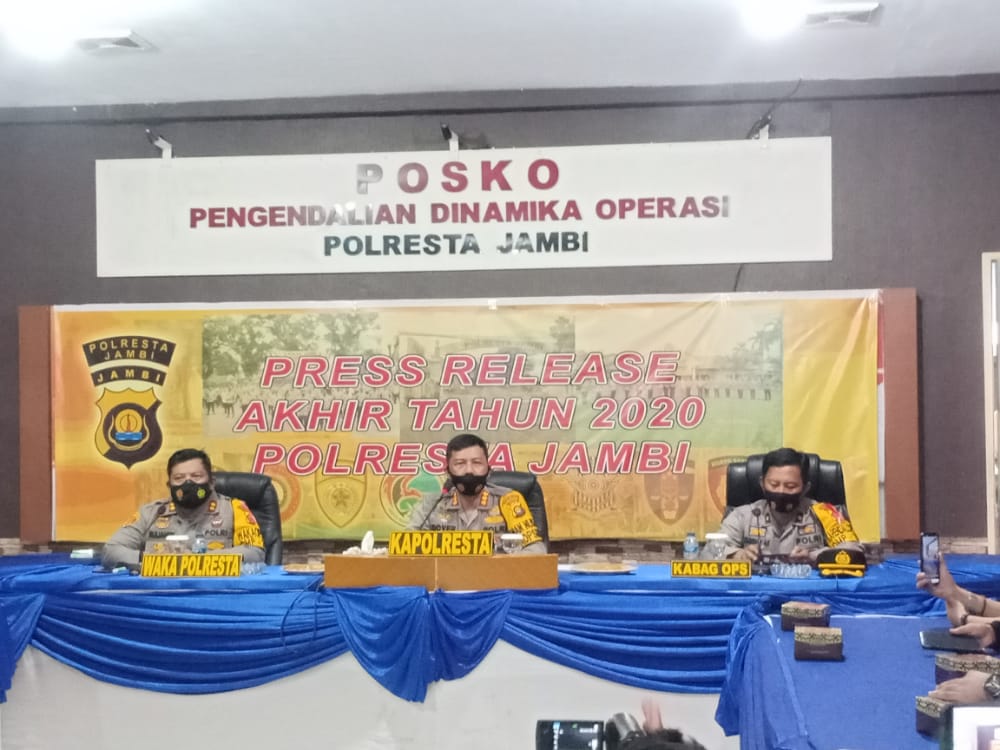 POSKO
PENGENDALIAN DINAMIKA OPERASI
POLRESTA JAMBI
POLRESTA
JAMBI
JAMBI
PRESS RELEASE
AKHIR TAHUN 2020
POLRESTA JAMBI
POLRI
WAKA POLRESTA
KAPOLRESTA
KABAG OPS